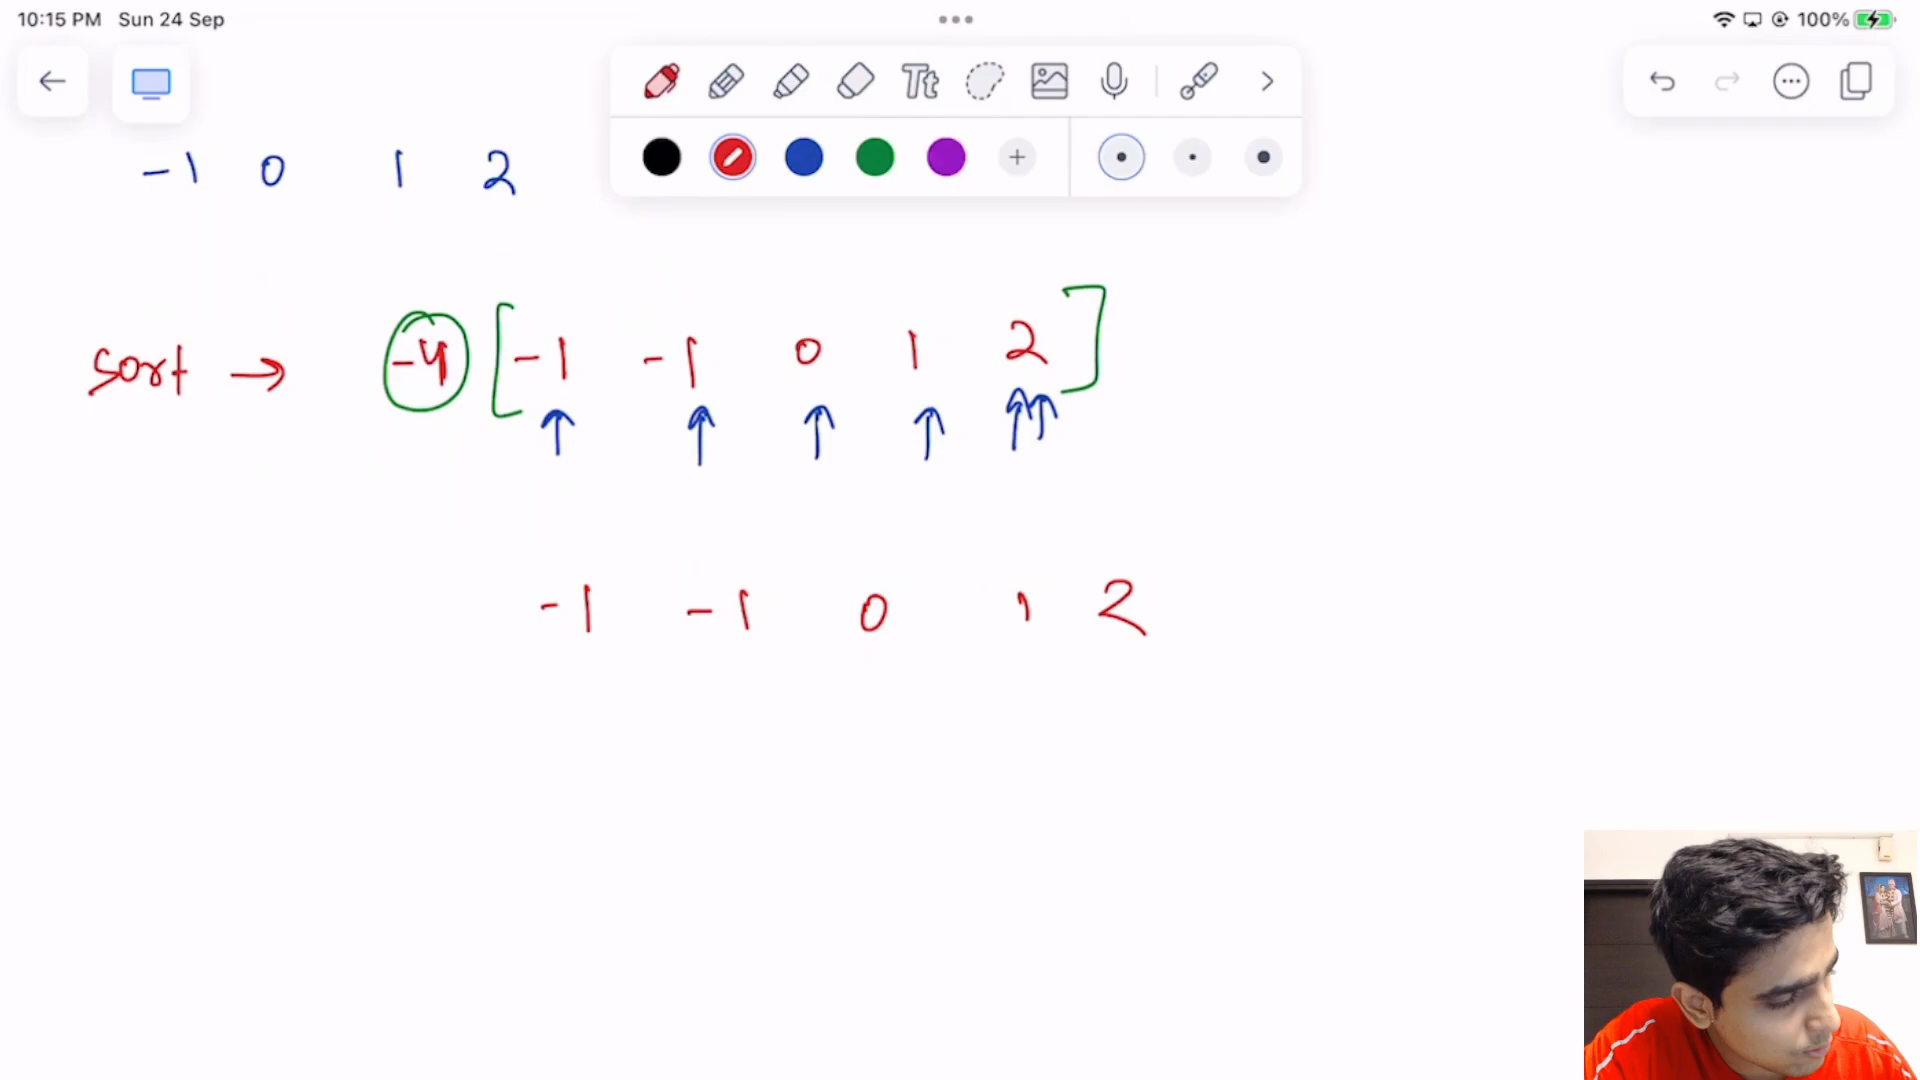 10:15 PM Sun 24 Sep 100%
Tt
-1 0 1 2
Sort → -4 [ -1 -1 0 1 2 ]
↑ ↑ ↑ ↑ ↑↑
-1 -1 0 1 2